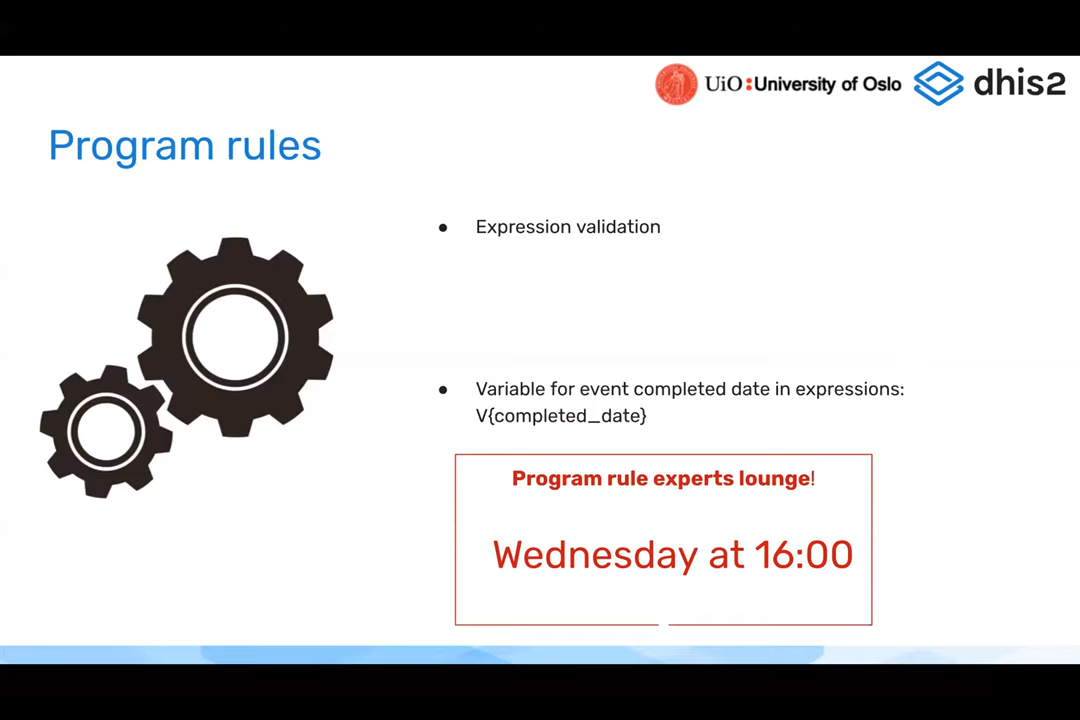 UiO:University of Oslo
dhis2
Program rules
● Expression validation
● Variable for event completed date in expressions:
V{completed_date}
Program rule experts lounge!
Wednesday at 16:00